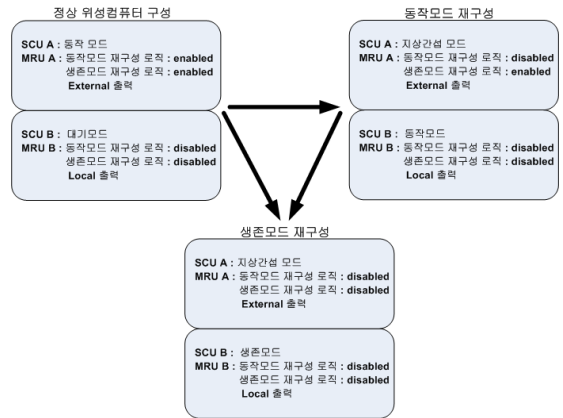 정상 위성컴퓨터 구성
SCU A : 동작 모드
MRU A : 동작모드 재구성 로직 : enabled
생존모드 재구성 로직 : enabled
External 출력
SCU B : 대기모드
MRU B : 동작모드 재구성 로직 : disabled
생존모드 재구성 로직 : disabled
Local 출력
동작모드 재구성
SCU A : 지상간섭 모드
MRU A : 동작모드 재구성 로직 : disabled
생존모드 재구성 로직 : enabled
External 출력
SCU B : 동작모드
MRU B : 동작모드 재구성 로직 : disabled
생존모드 재구성 로직 : disabled
Local 출력
생존모드 재구성
SCU A : 지상간섭 모드
MRU A : 동작모드 재구성 로직 : disabled
생존모드 재구성 로직 : disabled
External 출력
SCU B : 생존모드
MRU B : 동작모드 재구성 로직 : disabled
생존모드 재구성 로직 : disabled
Local 출력